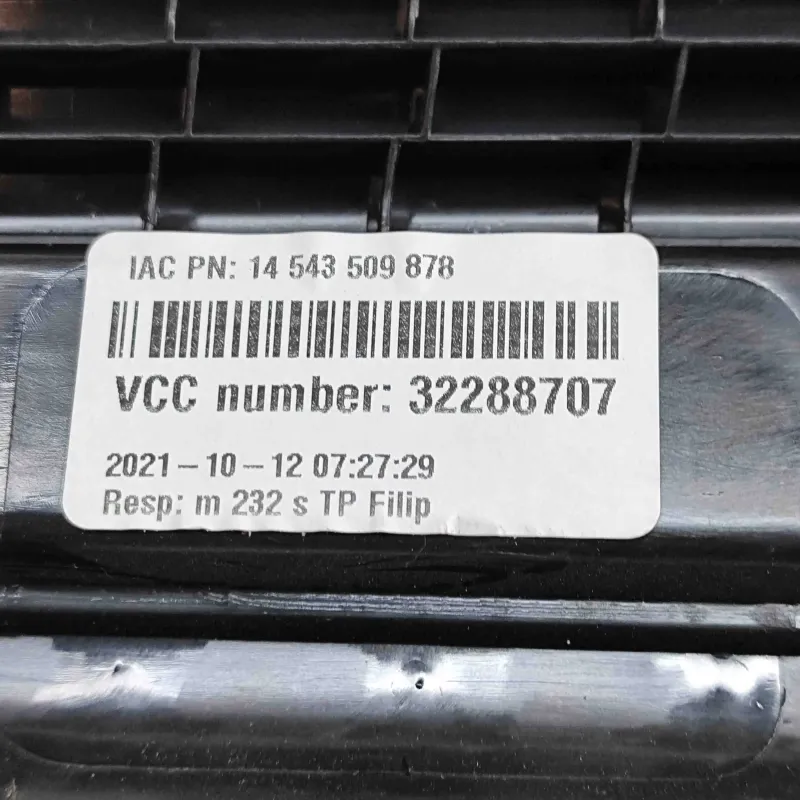 IAC PN: 14 543 509 878
VCC number: 32288707
2021-10-12 07:27:29
Resp: m 232 s TP Filip